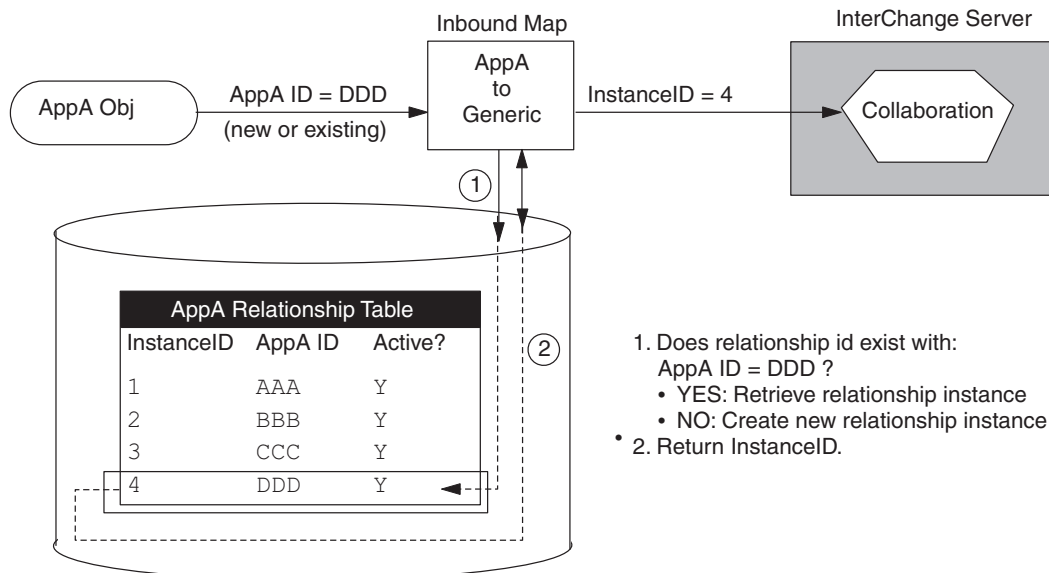 InterChange Server
Inbound Map
AppA
to
Generic
AppA Obj
AppA ID = DDD
(new or existing)
InstanceID = 4
Collaboration
1
2
AppA Relationship Table
InstanceID AppA ID Active?
1 AAA Y
2 BBB Y
3 CCC Y
4 DDD Y
1. Does relationship id exist with:
AppA ID = DDD ?
• YES: Retrieve relationship instance
• NO: Create new relationship instance
• 2. Return InstanceID.